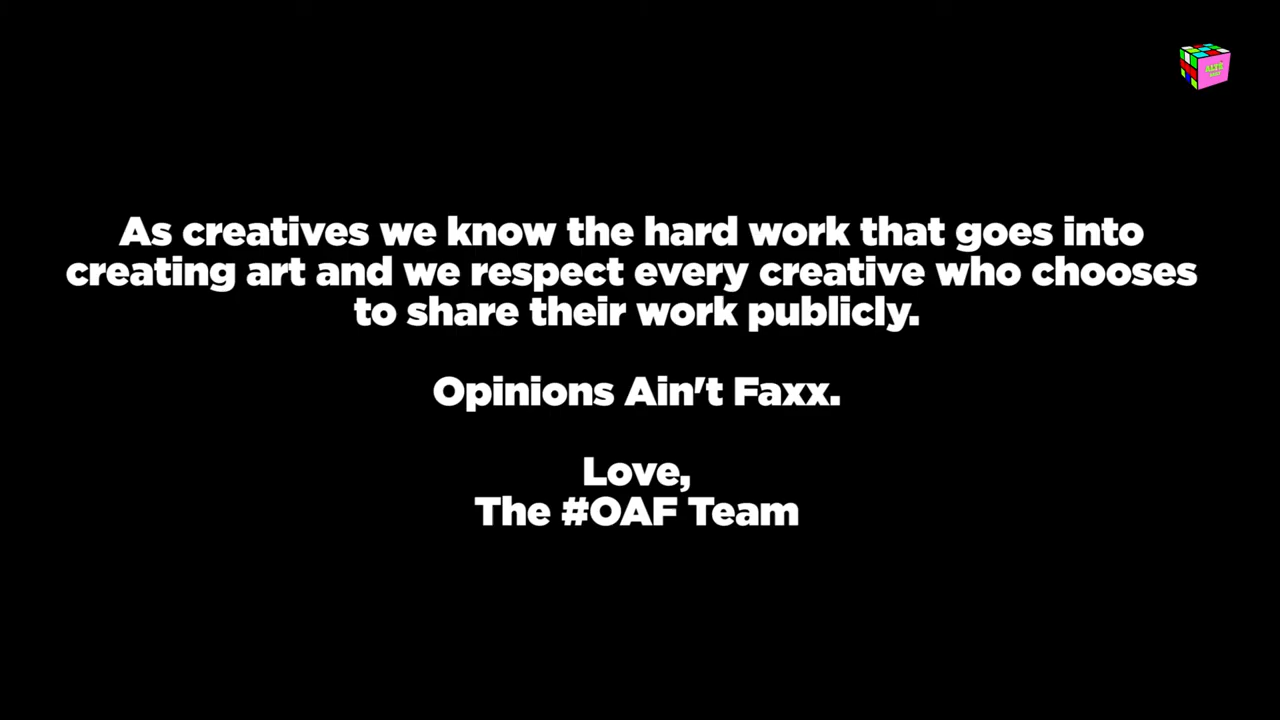 As creatives we know the hard work that goes into
creating art and we respect every creative who chooses
to share their work publicly.
Opinions Ain't Faxx.
Love,
The #OAF Team